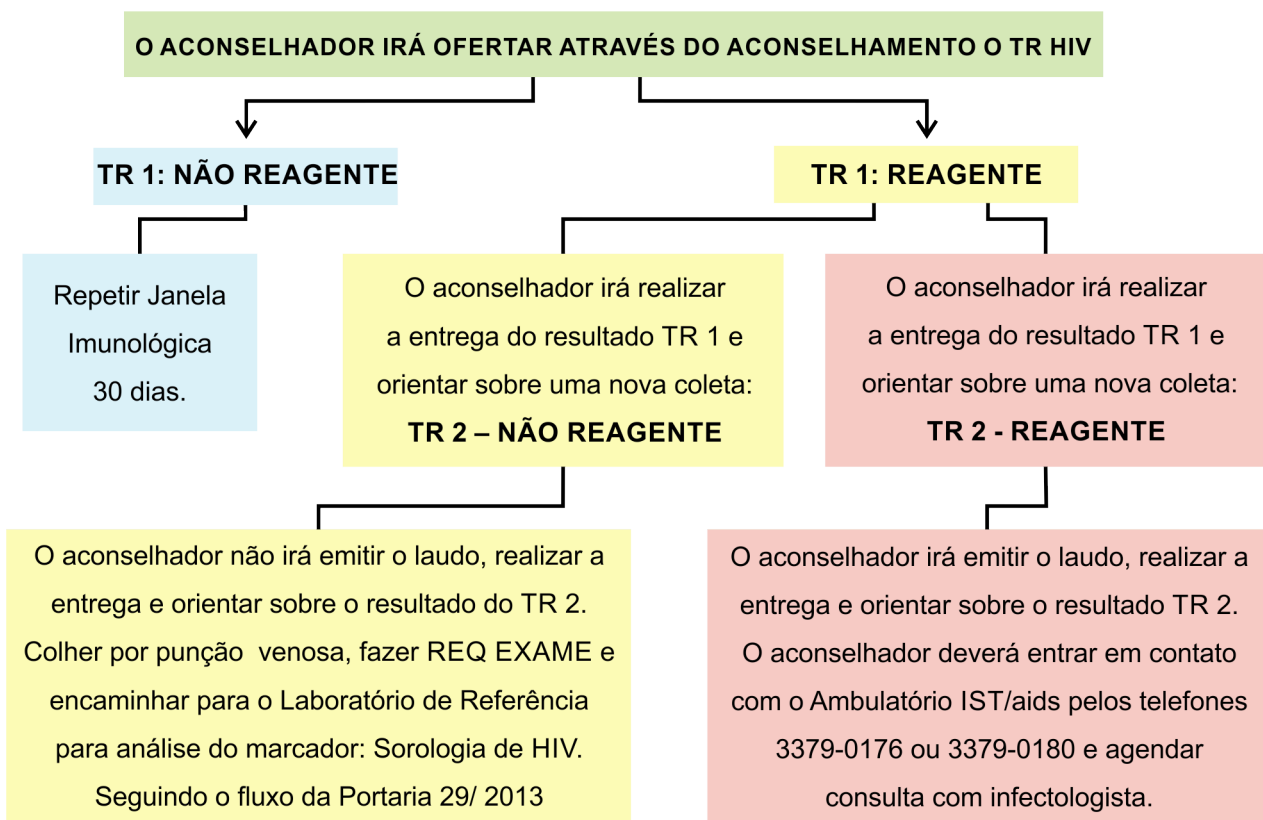 O ACONSELHADOR IRÁ OFERTAR ATRAVÉS DO ACONSELHAMENTO O TR HIV
TR 1: NÃO REAGENTE
TR 1: REAGENTE
Repetir Janela
Imunológica
30 dias.
O aconselhador irá realizar
a entrega do resultado TR 1 e
orientar sobre uma nova coleta:
TR 2 – NÃO REAGENTE
O aconselhador irá realizar
a entrega do resultado TR 1 e
orientar sobre uma nova coleta:
TR 2 - REAGENTE
O aconselhador não irá emitir o laudo, realizar a
entrega e orientar sobre o resultado do TR 2.
Colher por punção venosa, fazer REQ EXAME e
encaminhar para o Laboratório de Referência
para análise do marcador: Sorologia de HIV.
Seguindo o fluxo da Portaria 29/ 2013
O aconselhador irá emitir o laudo, realizar a
entrega e orientar sobre o resultado TR 2.
O aconselhador deverá entrar em contato
com o Ambulatório IST/aids pelos telefones
3379-0176 ou 3379-0180 e agendar
consulta com infectologista.